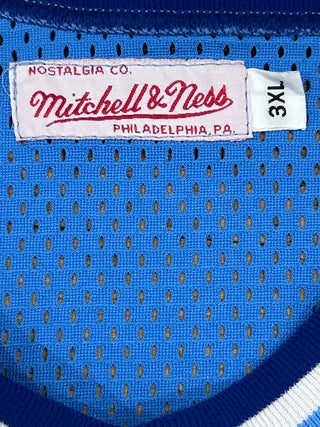 NOSTALGIA CO.
Mitchell & Ness
PHILADELPHIA, PA.
3XL